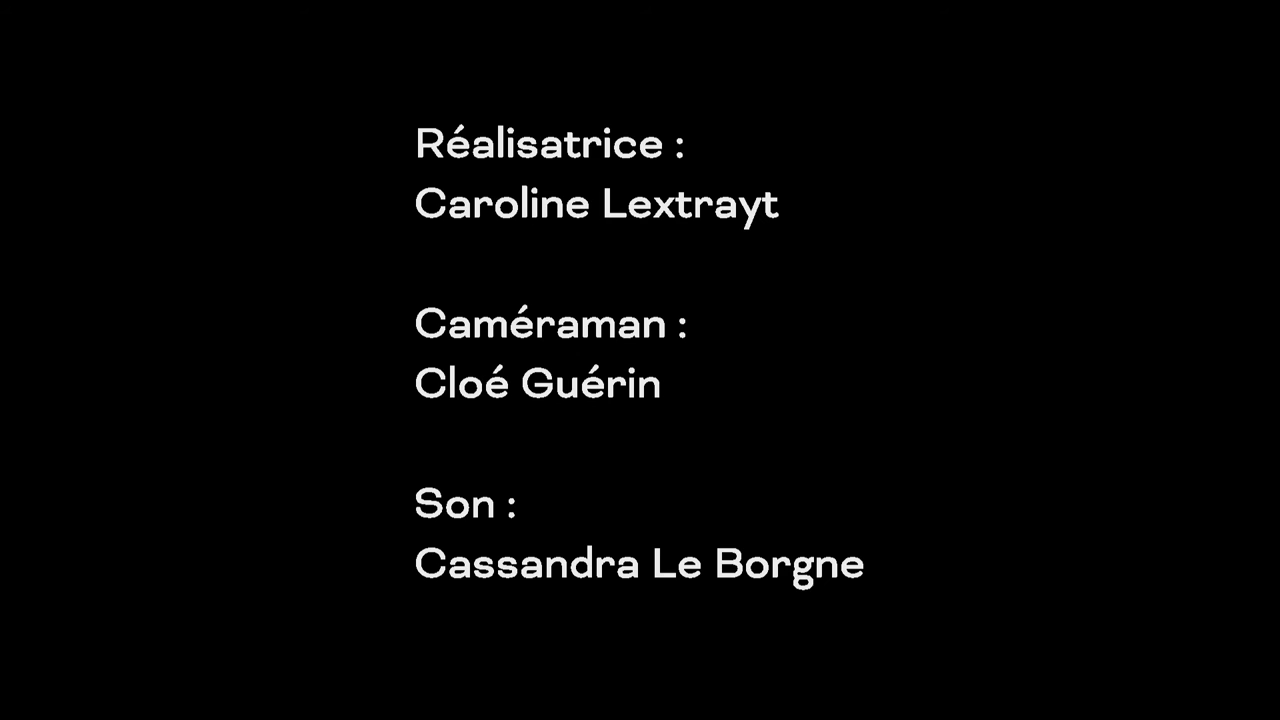 Réalisatrice :
Caroline Lextrayt
Caméraman :
Cloé Guérin
Son :
Cassandra Le Borgne